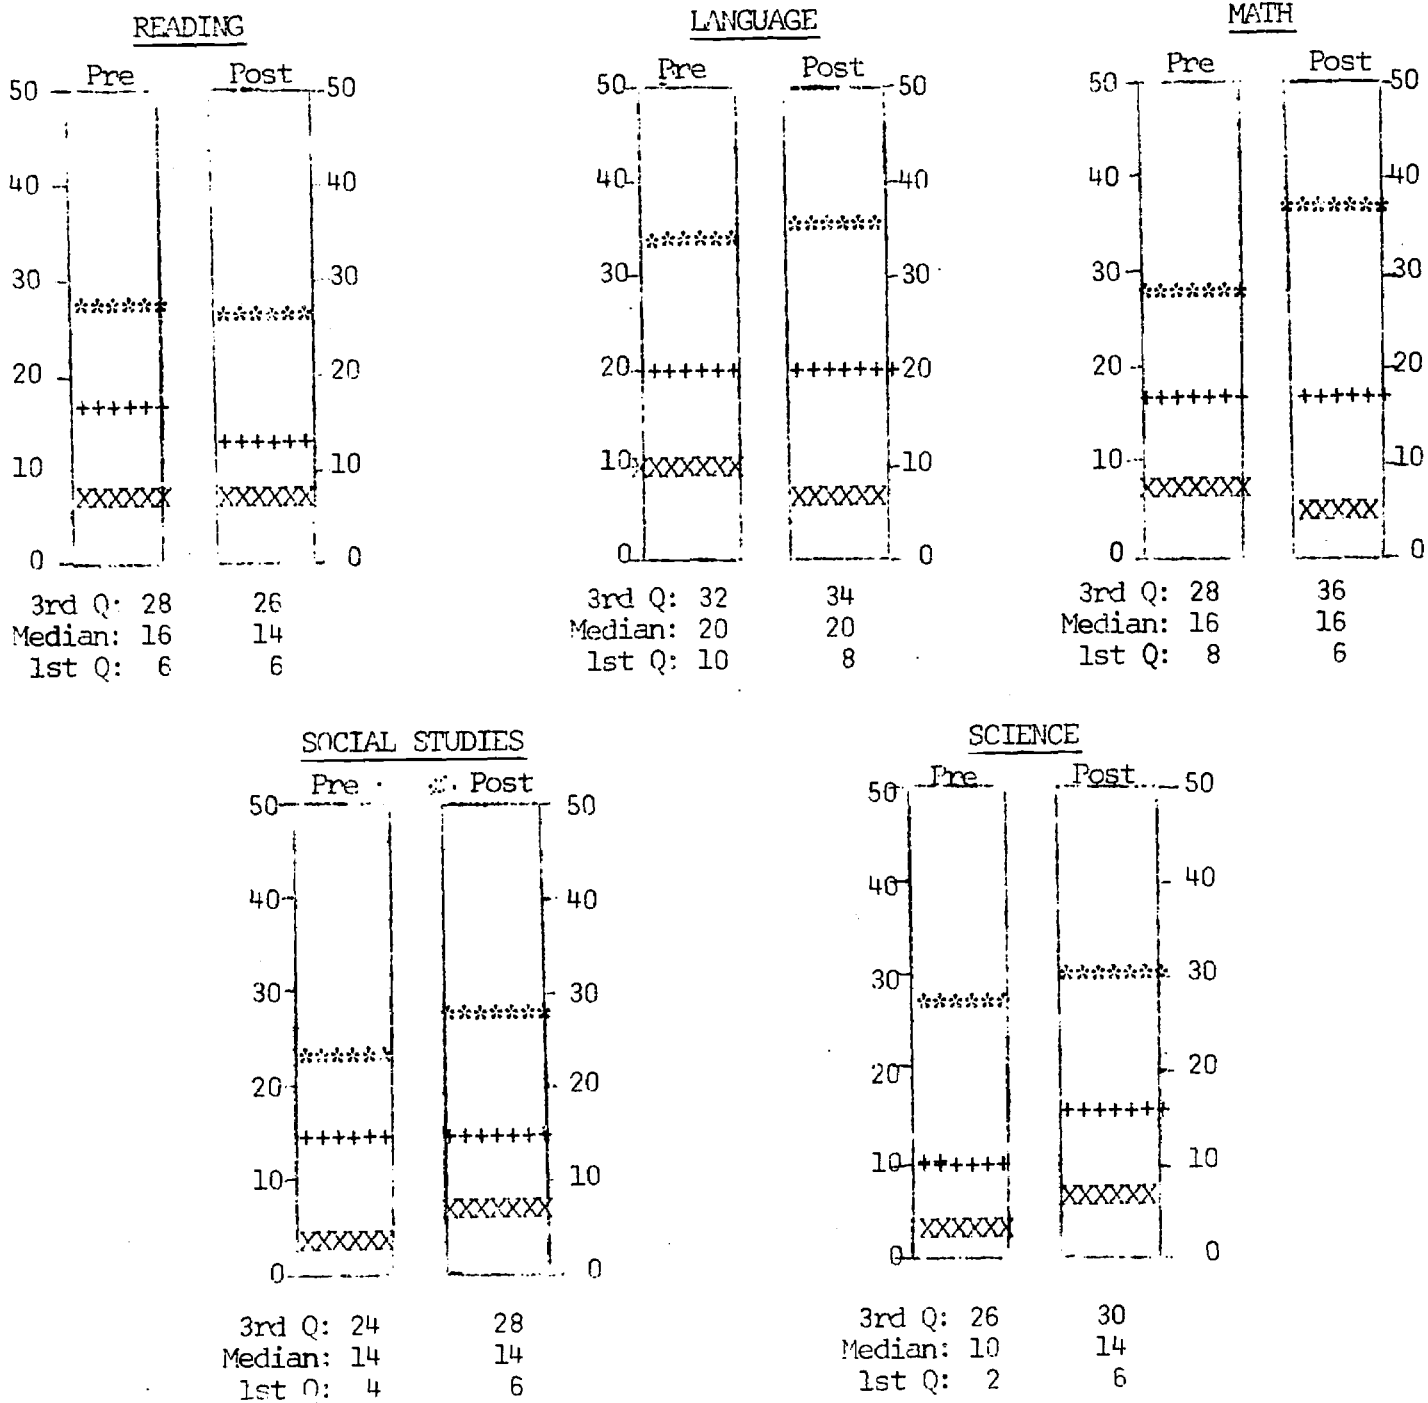 READING
Pre Post
50 50
40 40
30 30
20 20
10 10
0 0
3rd Q: 28 26
Median: 16 14
1st Q: 6 6
LANGUAGE
Pre Post
50 50
40 40
30 30
20 20
10 10
0 0
3rd Q: 32 34
Median: 20 20
1st Q: 10 8
MATH
Pre Post
50 50
40 40
30 30
20 20
10 10
0 0
3rd Q: 28 36
Median: 16 16
1st Q: 8 6
SOCIAL STUDIES
Pre Post
50 50
40 40
30 30
20 20
10 10
0 0
3rd Q: 24 28
Median: 14 14
1st Q: 4 6
SCIENCE
Pre Post
50 50
40 40
30 30
20 20
10 10
0 0
3rd Q: 26 30
Median: 10 14
1st Q: 2 6